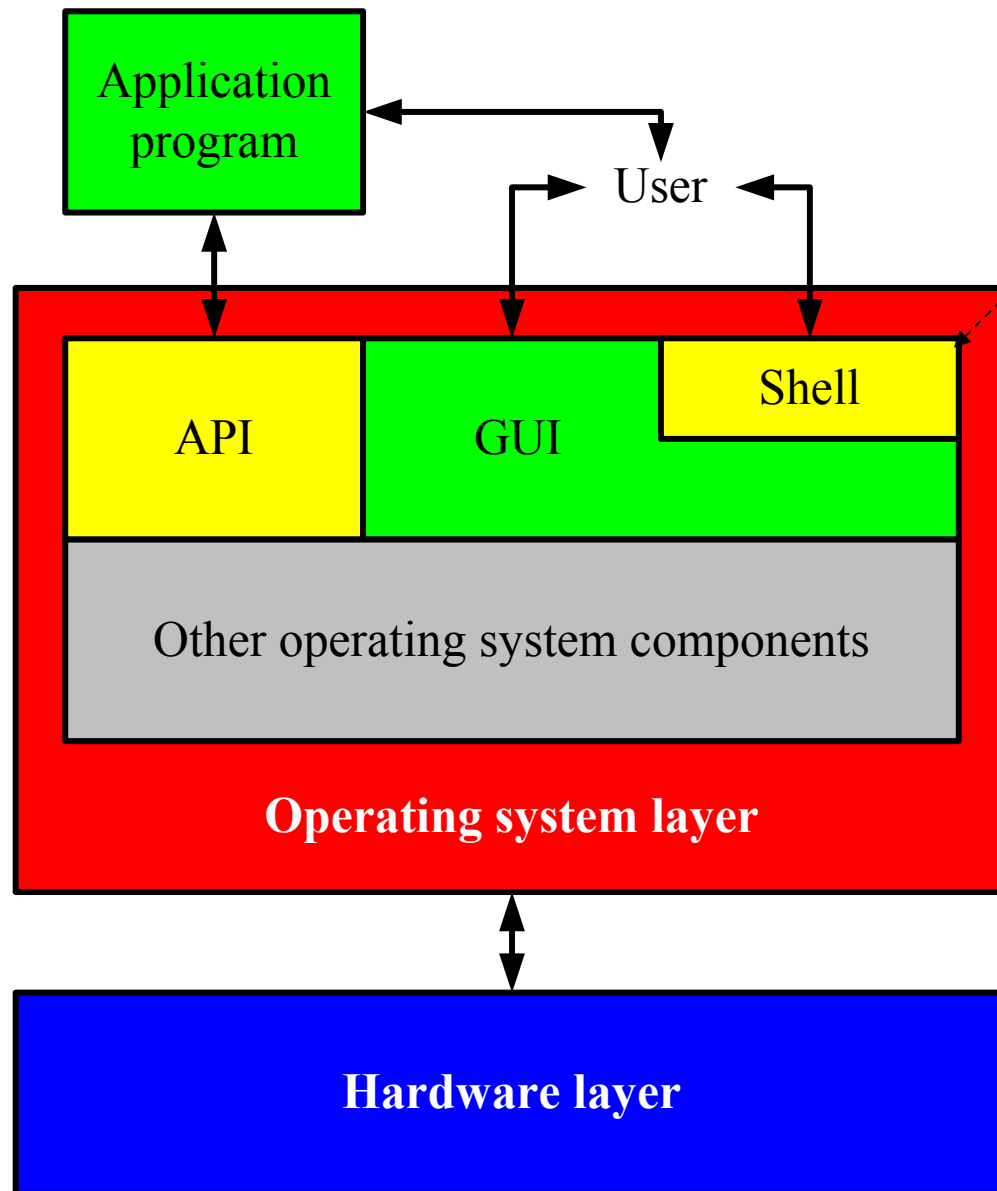 Application
program
User
Shell
API
GUI
Other operating system components
Operating system layer
Hardware layer